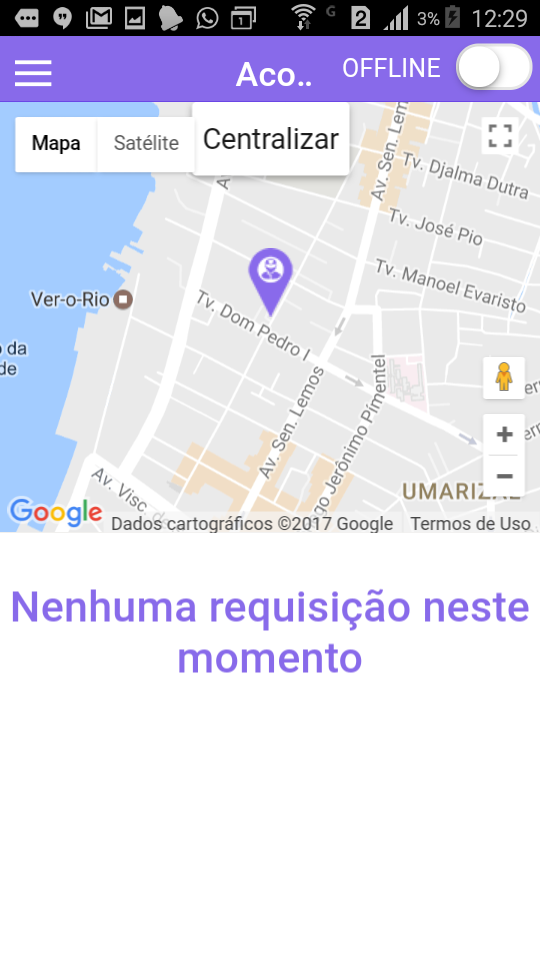 G 2 3% 12:29
Aco.. OFFLINE
Mapa Satélite Centralizar
A
Av. Sen. Lem
Tv. Djalma Dutra
Tv. José Pio
Tv. Manoel Evaristo
Ver-o-Rio
Tv. Dom Pedro I
o da
de
Av. Sen. Lemos
Jerônimo Pimentel
Av. Visc. d
UMARIZAL
Google Dados cartográficos ©2017 Google Termos de Uso
Nenhuma requisição neste
momento